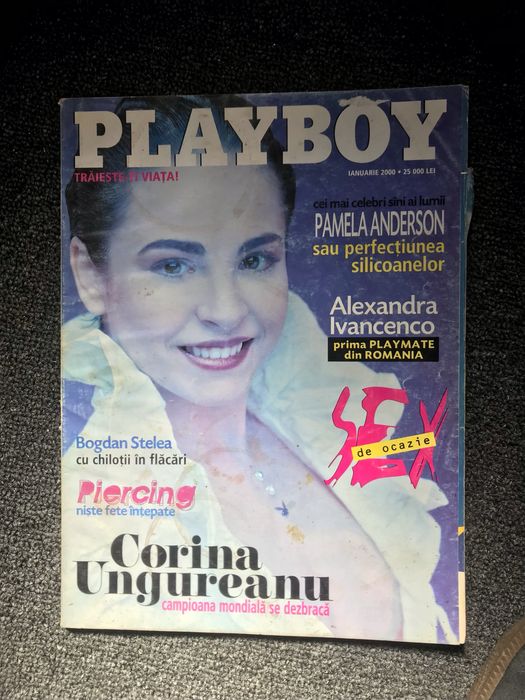 PLAYBOY
TRĂIEȘTE-ȚI VIAȚA!
IANUARIE 2000 • 25 000 LEI
cei mai celebri sîni ai lumii
PAMELA ANDERSON
sau perfecțiunea
silicoanelor
Alexandra
Ivancenco
prima PLAYMATE
din ROMANIA
SEX
de ocazie
Bogdan Stelea
cu chiloții în flăcări
Piercing
niște fete înțepate
Corina
Ungureanu
campioana mondială se dezbracă